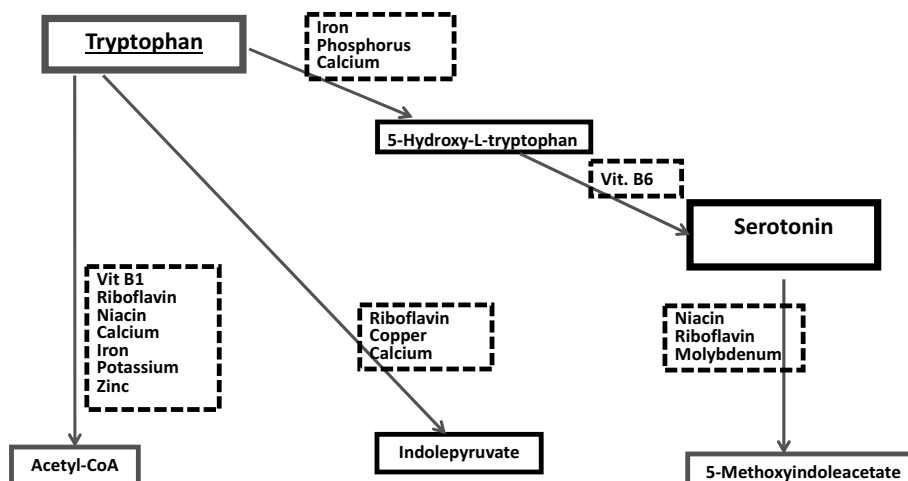 Tryptophan
Iron
Phosphorus
Calcium
5-Hydroxy-L-tryptophan
Vit. B6
Serotonin
Vit B1
Riboflavin
Niacin
Calcium
Iron
Potassium
Zinc
Riboflavin
Copper
Calcium
Niacin
Riboflavin
Molybdenum
Acetyl-CoA
Indolepyruvate
5-Methoxyindoleacetate